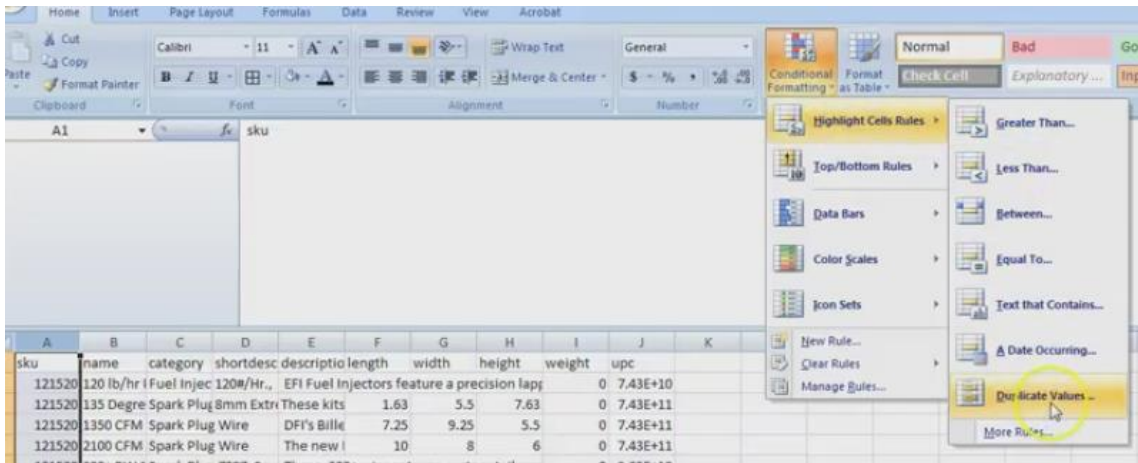 Home Insert Page Layout Formulas Data Review View Acrobat
Cut
Copy
Paste
Format Painter
Clipboard
Calibri 11
Font
Wrap Text
Merge & Center
Alignment
General
$ % ,
Number
Conditional Formatting
Format as Table
Normal Bad
Check Cell Explanatory ...
A1 fx sku
Highlight Cells Rules
Top/Bottom Rules
Data Bars
Color Scales
Icon Sets
New Rule...
Clear Rules
Manage Rules...
Greater Than...
Less Than...
Between...
Equal To...
Text that Contains...
A Date Occurring...
Duplicate Values...
More Rules...
A B C D E F G H I J K
sku name category shortdesc descriptio length width height weight upc
121520 120 lb/hr Fuel Injec 120#/Hr., EFI Fuel Injectors feature a precision lapp 0 7.43E+10
121520 135 Degre Spark Plug 8mm Extr These kits 1.63 5.5 7.63 0 7.43E+11
121520 1350 CFM Spark Plug Wire DFI's Bille 7.25 9.25 5.5 0 7.43E+11
121520 2100 CFM Spark Plug Wire The new 10 8 6 0 7.43E+11